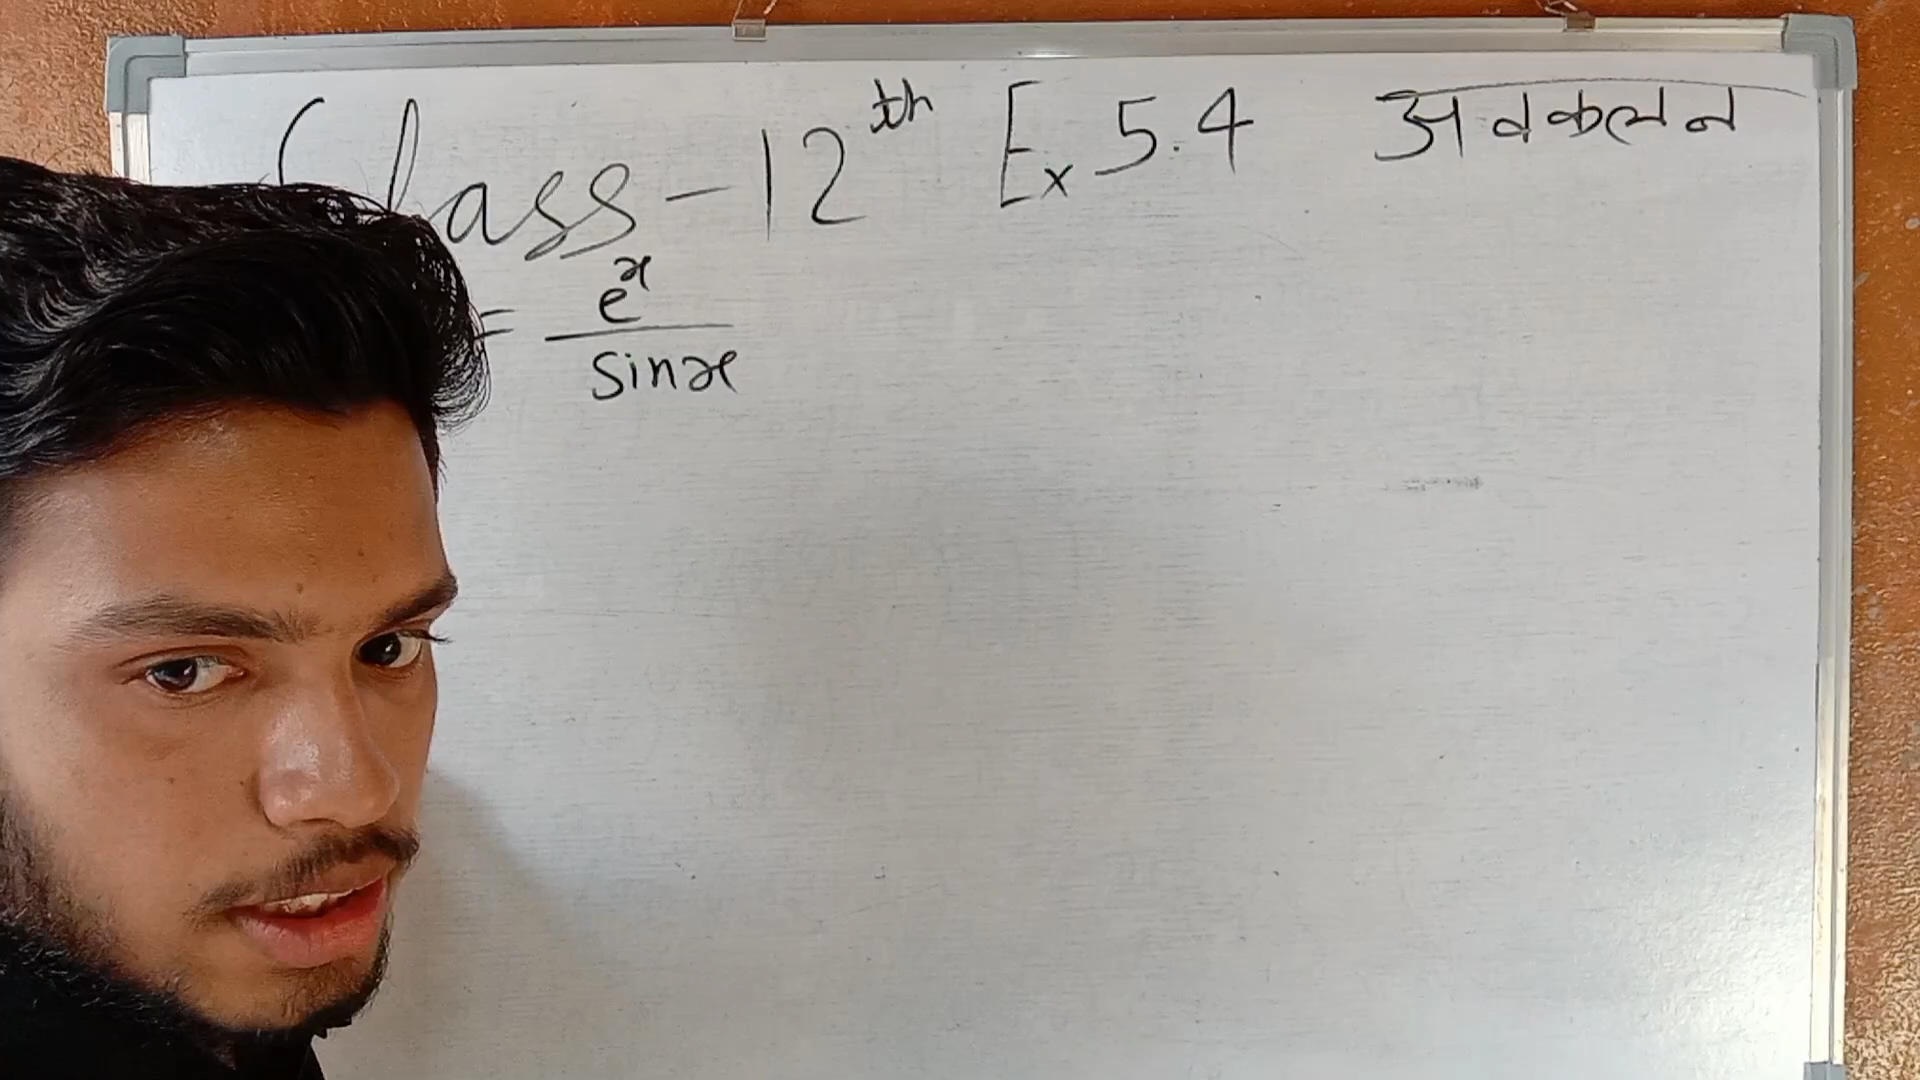 Class-12th Ex 5.4 अवकलन
= e^x / sinx